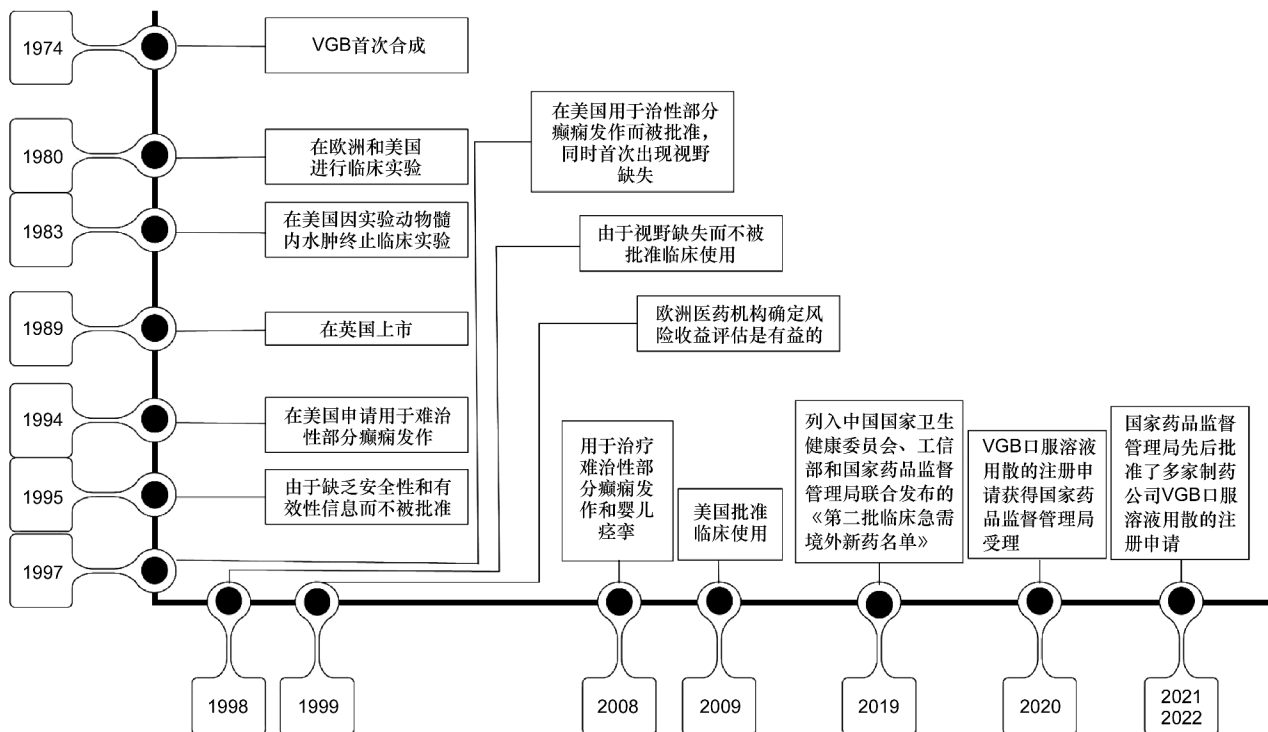 1974
VGB首次合成
1980
在欧洲和美国
进行临床实验
1983
在美国因实验动物髓
内水肿终止临床实验
1989
在英国上市
1994
在美国申请用于难治
性部分癫痫发作
1995
由于缺乏安全性和有
效性信息而不被批准
1997
在美国用于治性部分
癫痫发作而被批准，
同时首次出现视野
缺失
1998
由于视野缺失而不被
批准临床使用
1999
欧洲医药机构确定风
险收益评估是有益的
2008
用于治疗
难治性部
分癫痫发
作和婴儿
痉挛
2009
美国批准
临床使用
2019
列入中国国家卫生
健康委员会、工信
部和国家药品监督
管理局联合发布的
《第二批临床急需
境外新药名单》
2020
VGB口服溶液
用散的注册申
请获得国家药
品监督管理局
受理
2021
2022
国家药品监督
管理局先后批
准了多家制药
公司VGB口服
溶液用散的注
册申请